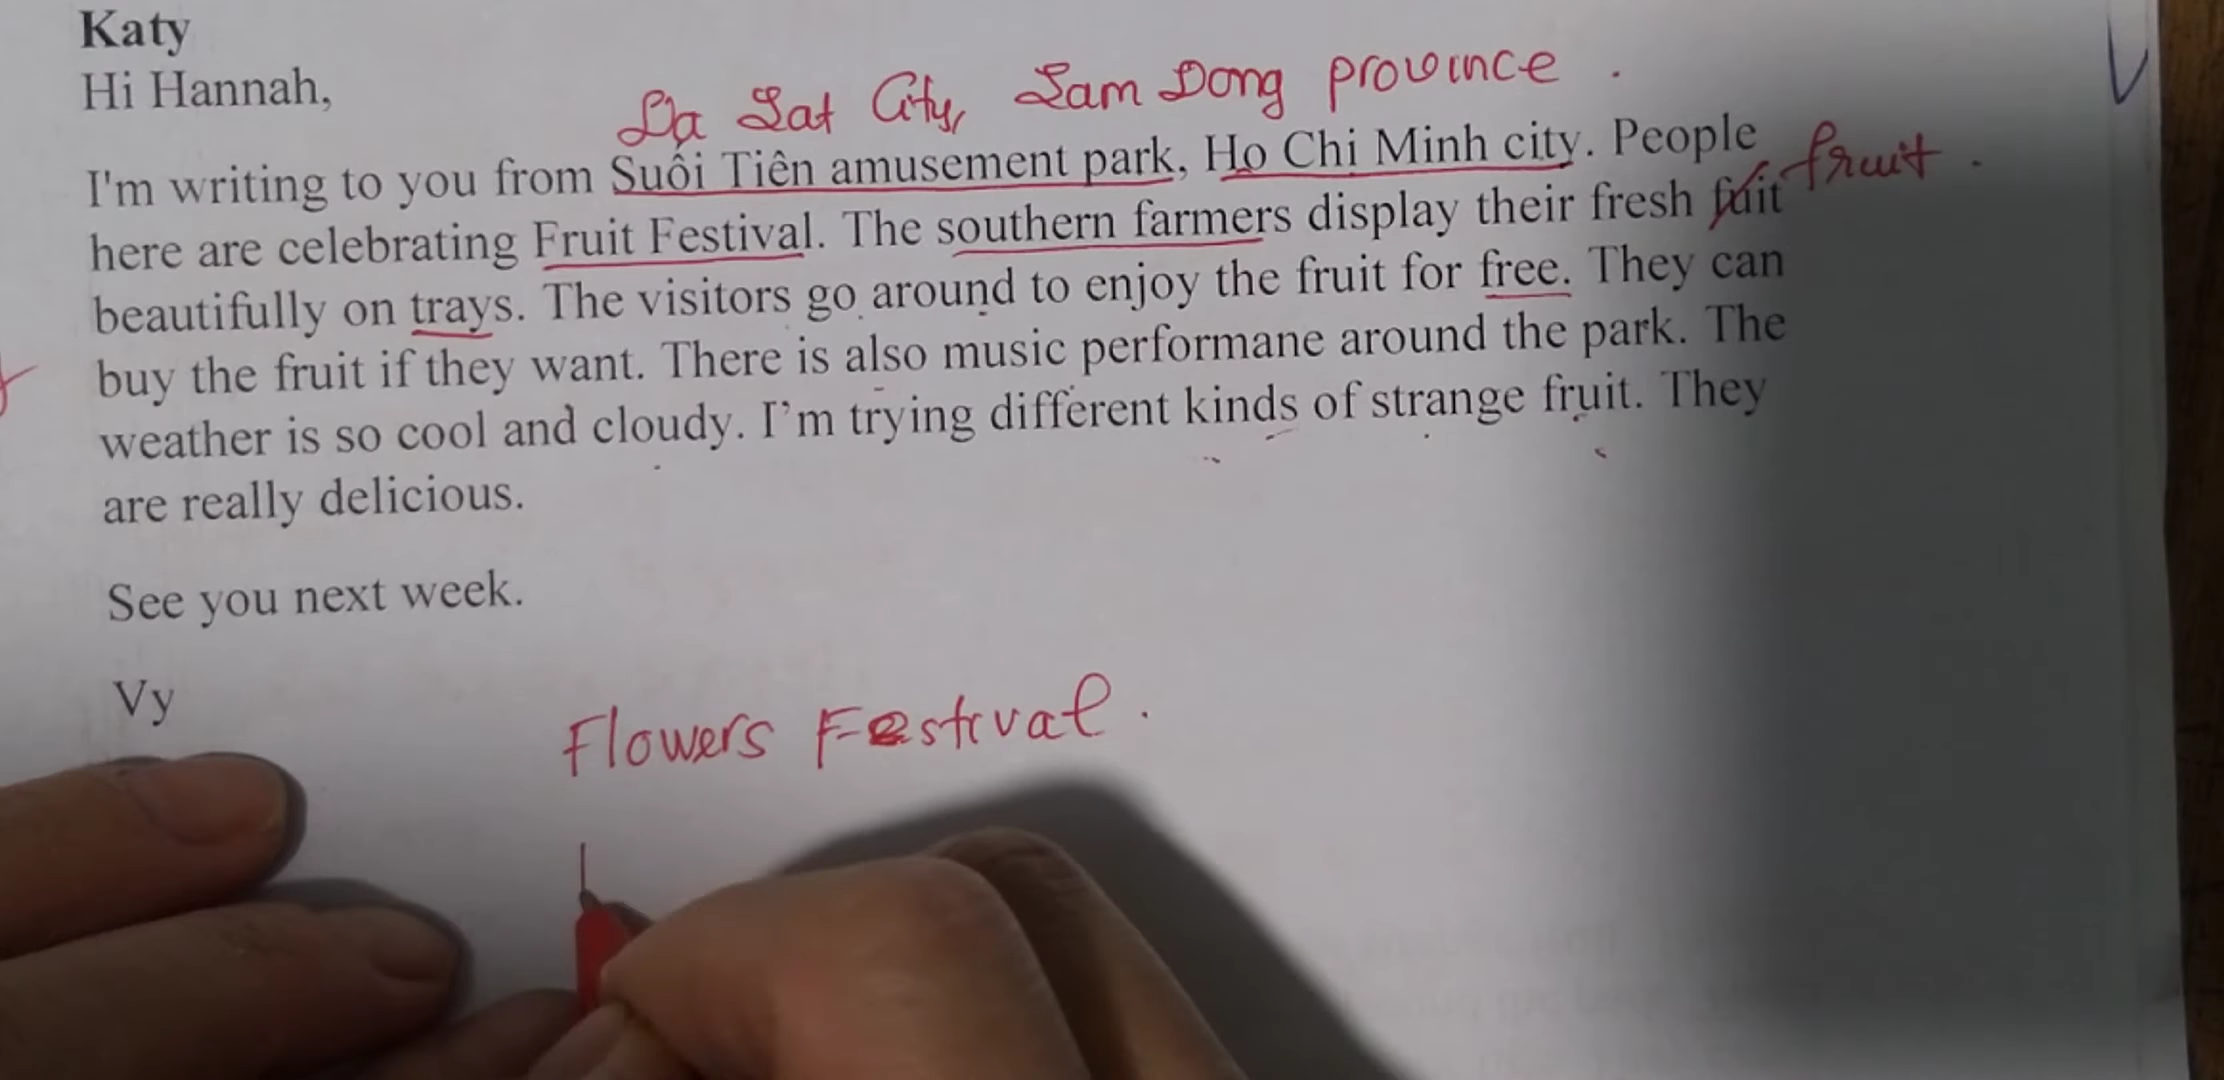 Katy
Hi Hannah,
Da Lat City, Lam Dong province.
I'm writing to you from Suối Tiên amusement park, Ho Chi Minh city. People
fruit.
here are celebrating Fruit Festival. The southern farmers display their fresh fuit
beautifully on trays. The visitors go around to enjoy the fruit for free. They can
buy the fruit if they want. There is also music performane around the park. The
weather is so cool and cloudy. I'm trying different kinds of strange fruit. They
are really delicious.
See you next week.
Vy
Flowers Festival.